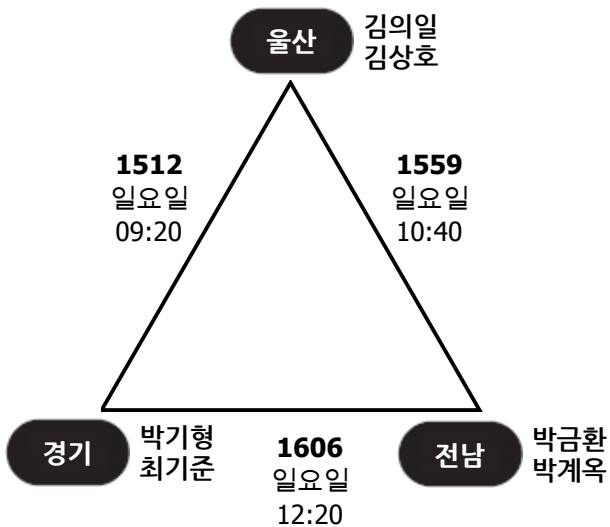 울산
김의일
김상호
1512
일요일
09:20
1559
일요일
10:40
경기
박기형
최기준
1606
일요일
12:20
전남
박금환
박계옥